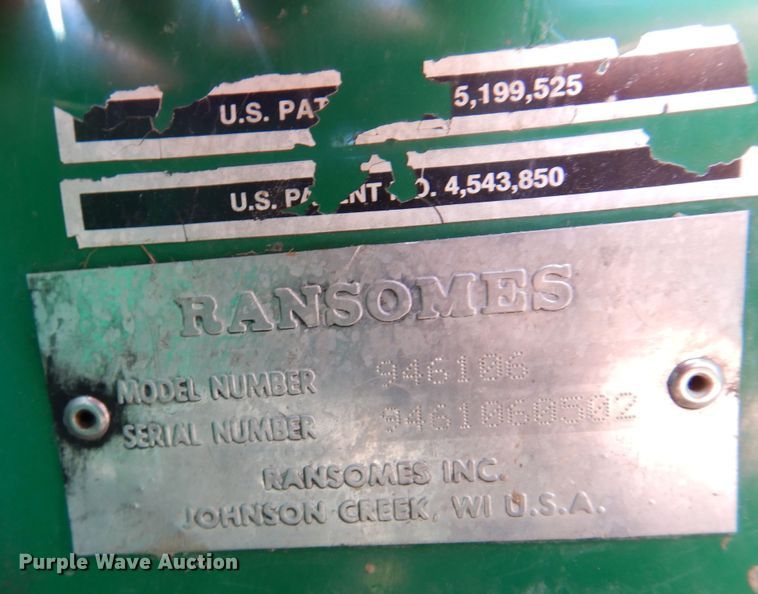 U.S. PAT 5,199,525
U.S. PA ENT O. 4,543,850
RANSOMES
MODEL NUMBER 946106
SERIAL NUMBER 9461060502
RANSOMES INC.
JOHNSON CREEK, WI U.S.A.
Purple Wave Auction